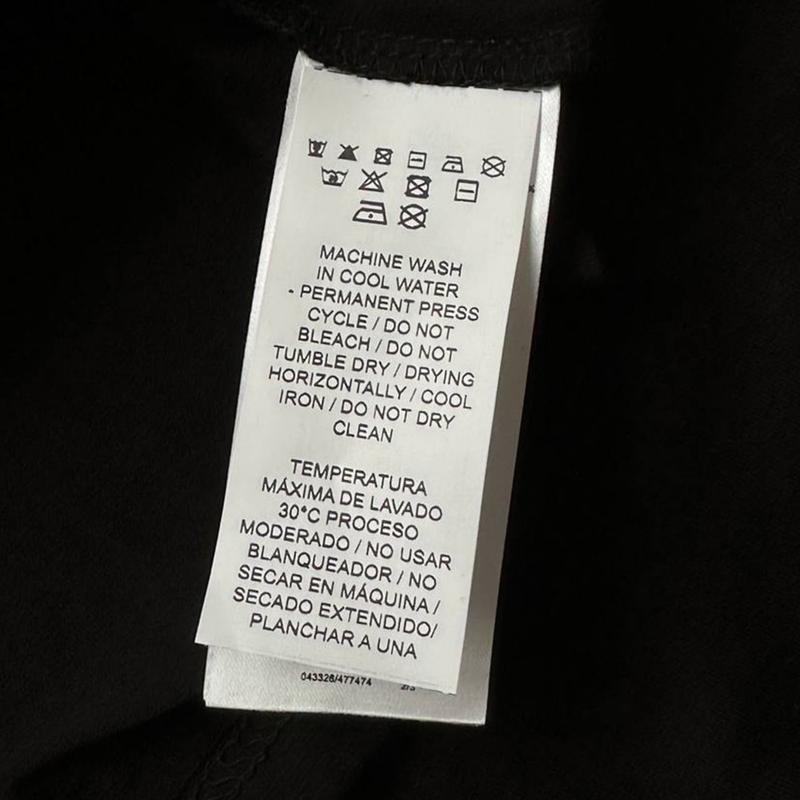 MACHINE WASH
IN COOL WATER
- PERMANENT PRESS
CYCLE / DO NOT
BLEACH / DO NOT
TUMBLE DRY / DRYING
HORIZONTALLY / COOL
IRON / DO NOT DRY
CLEAN
TEMPERATURA
MÁXIMA DE LAVADO
30°C PROCESO
MODERADO / NO USAR
BLANQUEADOR / NO
SECAR EN MÁQUINA /
SECADO EXTENDIDO/
PLANCHAR A UNA
043326/477474